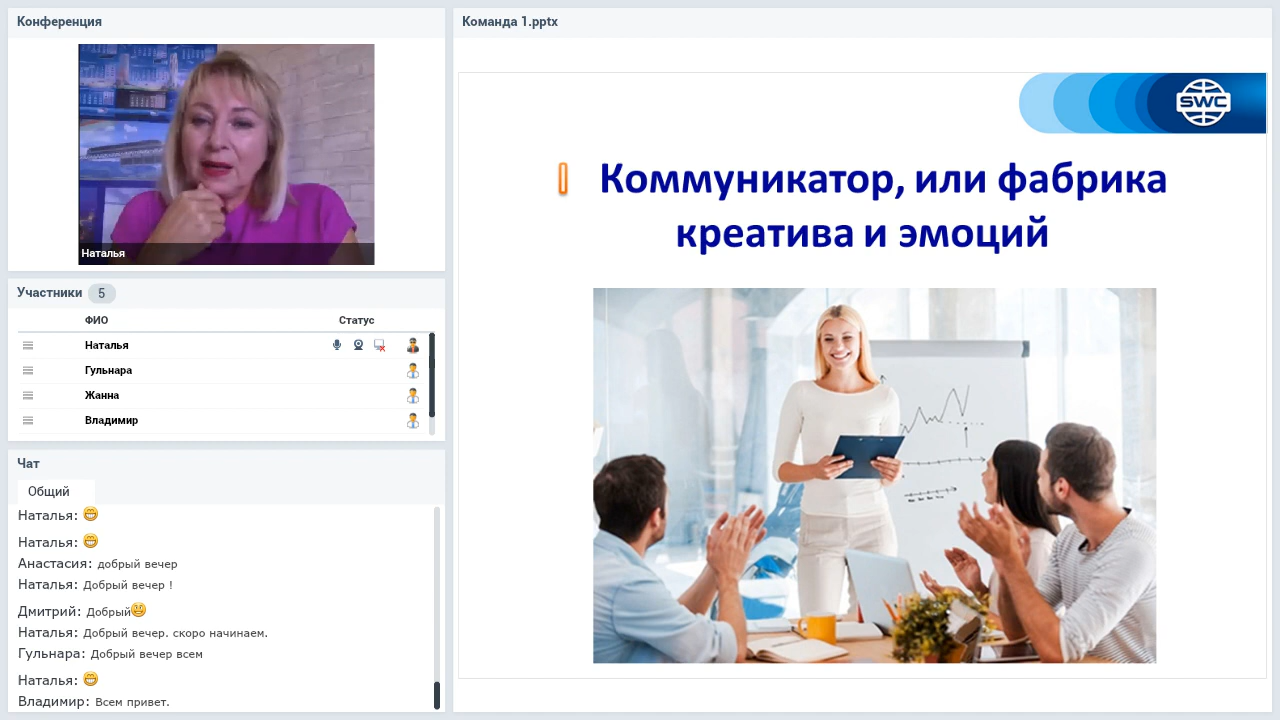 Конференция
Наталья
Участники 5
ФИО Статус
Наталья
Гульнара
Жанна
Владимир
Чат
Общий
Наталья:
Наталья:
Анастасия: добрый вечер
Наталья: Добрый вечер !
Дмитрий: Добрый
Наталья: Добрый вечер. скоро начинаем.
Гульнара: Добрый вечер всем
Наталья:
Владимир: Всем привет.
Команда 1.pptx
SWC
Коммуникатор, или фабрика
креатива и эмоций